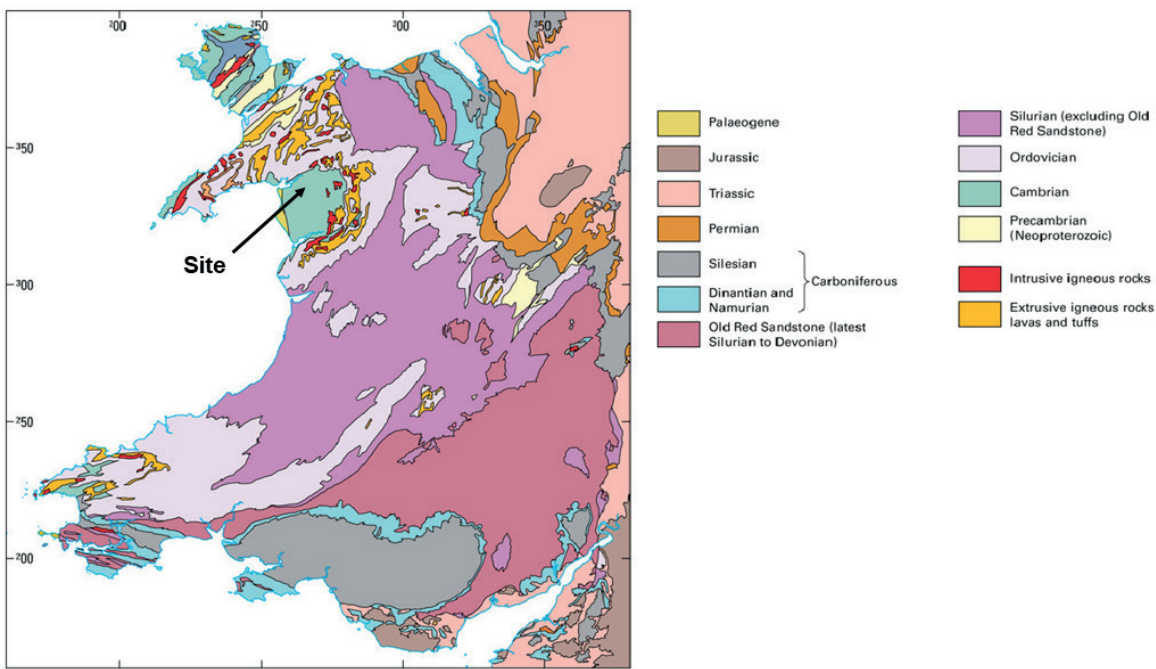 200 250 300 350
350
300
250
200
Site
Palaeogene
Jurassic
Triassic
Permian
Silesian
Dinantian and
Namurian
Carboniferous
Old Red Sandstone (latest
Silurian to Devonian)
Silurian (excluding Old
Red Sandstone)
Ordovician
Cambrian
Precambrian
(Neoproterozoic)
Intrusive igneous rocks
Extrusive igneous rocks
lavas and tuffs